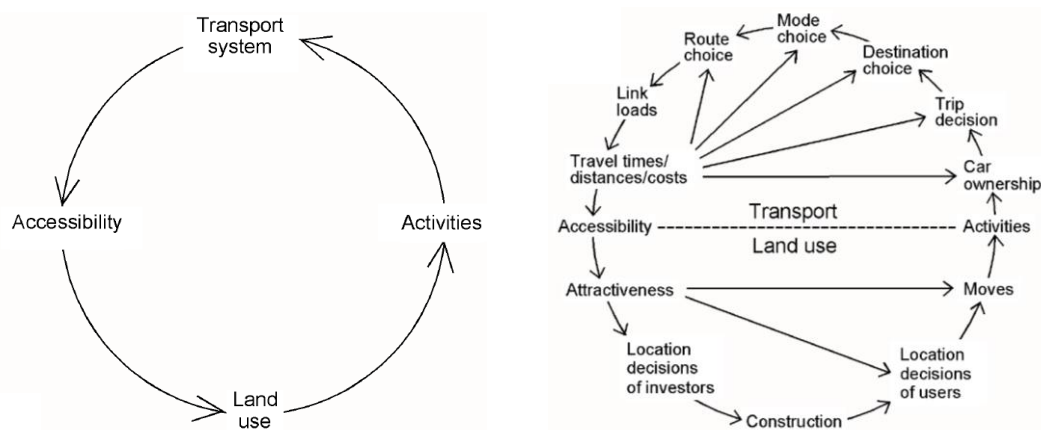 Transport
system
Accessibility
Activities
Land
use
Mode
choice
Route
choice
Destination
choice
Link
loads
Trip
decision
Travel times/
distances/costs
Car
ownership
Transport
Accessibility
Activities
Land use
Attractiveness
Moves
Location
decisions
of investors
Location
decisions
of users
Construction